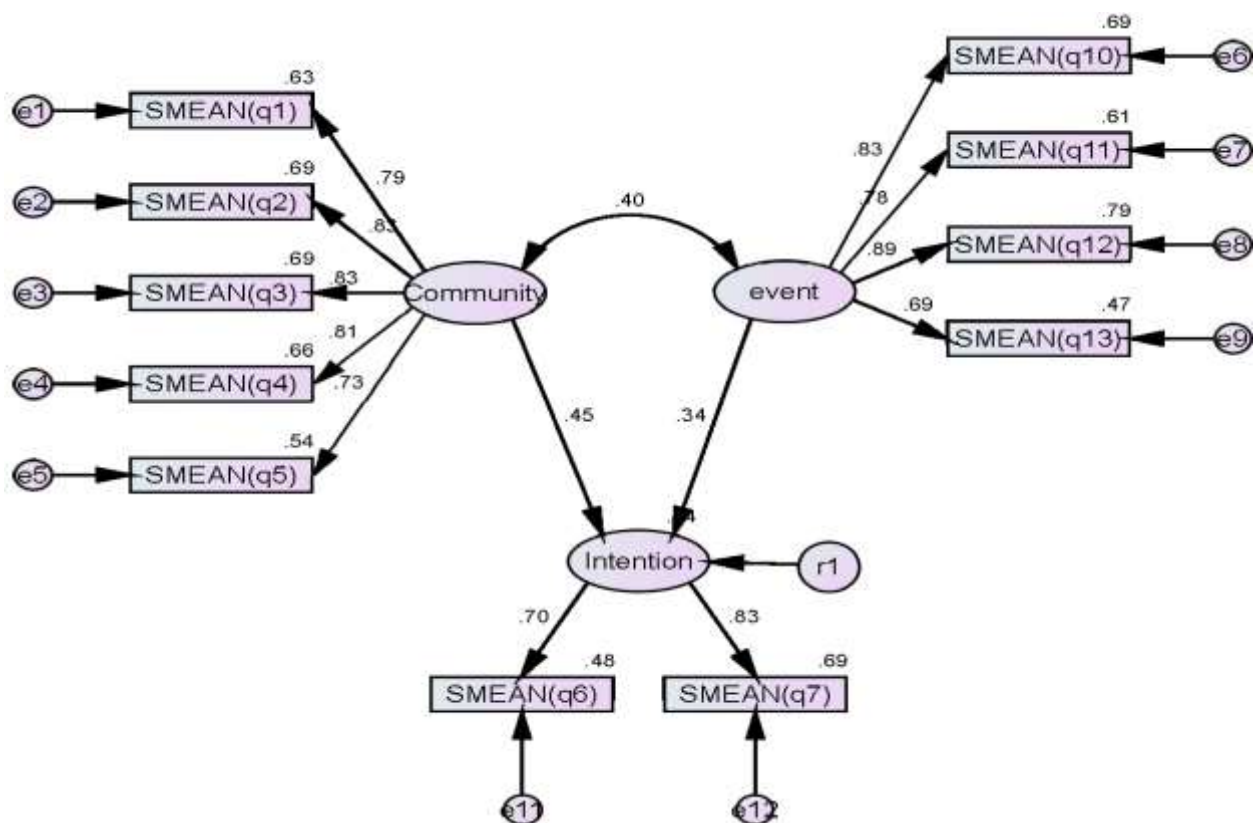 .69
SMEAN(q10)
e6
.63
e1
SMEAN(q1)
.61
SMEAN(q11)
e7
.83
.79
.69
e2
SMEAN(q2)
.78
.40
.79
SMEAN(q12)
e8
.89
.69
e3
SMEAN(q3)
.83
Community
event
.69
.47
SMEAN(q13)
e9
.81
.66
e4
SMEAN(q4)
.73
.45
.34
.54
e5
SMEAN(q5)
Intention
r1
.70
.83
.48
.69
SMEAN(q6)
SMEAN(q7)
e11
e12